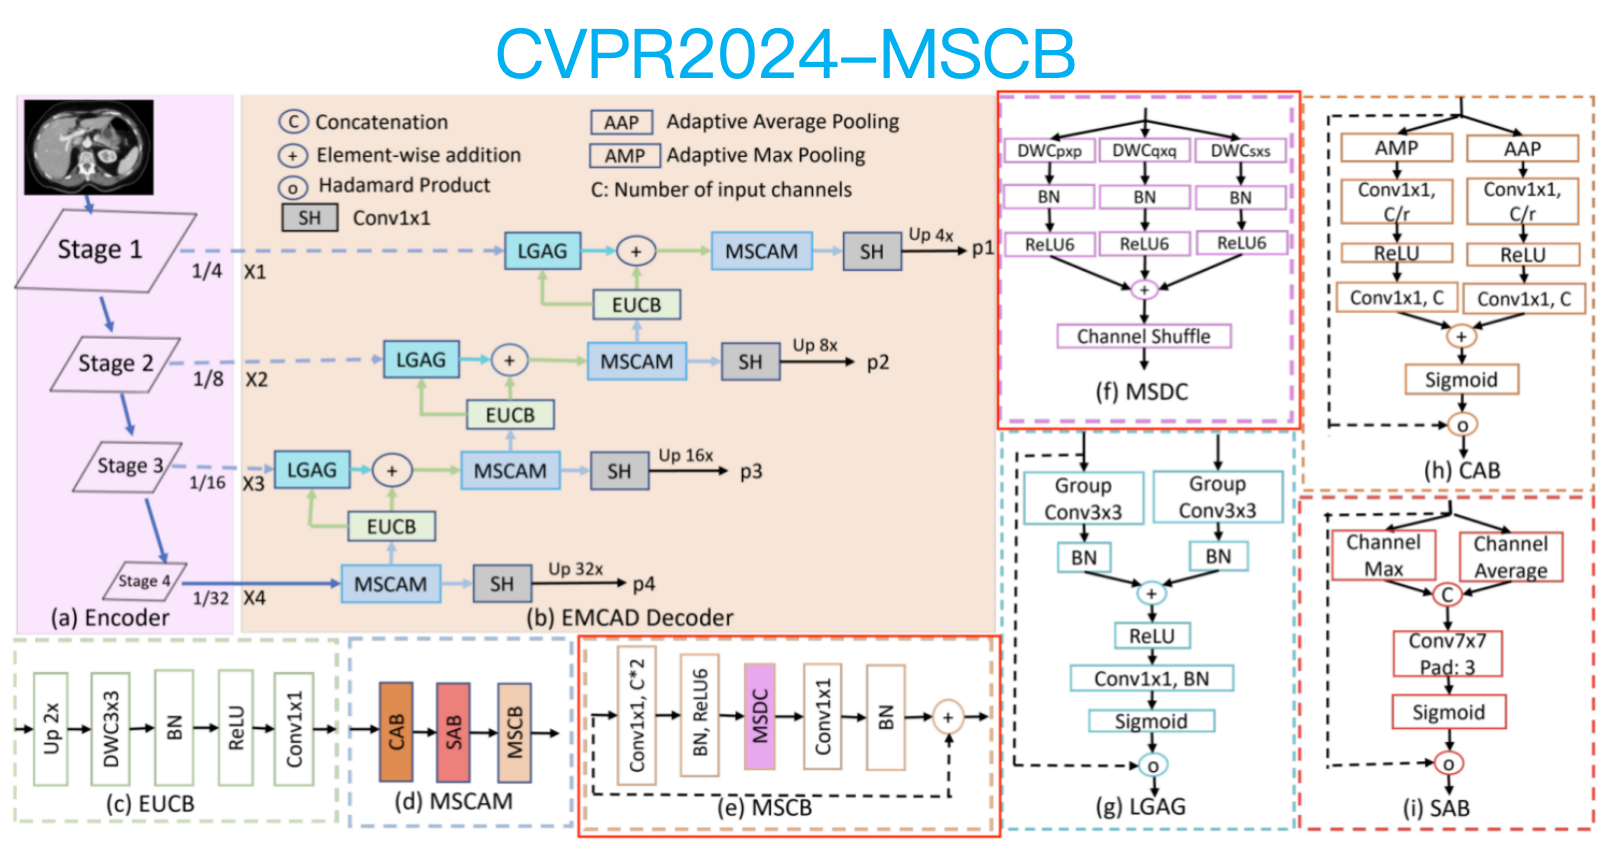 CVPR2024–MSCB
C Concatenation
+ Element-wise addition
o Hadamard Product
SH Conv1x1
AAP Adaptive Average Pooling
AMP Adaptive Max Pooling
C: Number of input channels
Stage 1
1/4 X1
LGAG
+
MSCAM
SH
Up 4x
p1
EUCB
Stage 2
1/8 X2
LGAG
+
MSCAM
SH
Up 8x
p2
EUCB
Stage 3
1/16 X3
LGAG
+
MSCAM
SH
Up 16x
p3
EUCB
Stage 4
1/32 X4
MSCAM
SH
Up 32x
p4
(a) Encoder
(b) EMCAD Decoder
Up 2x
DWC3x3
BN
ReLU
Conv1x1
(c) EUCB
CAB
SAB
MSCB
(d) MSCAM
Conv1x1, C*2
BN, ReLU6
MSDC
Conv1x1
BN
+
(e) MSCB
DWCpxp DWCqxq DWCsxs
BN BN BN
ReLU6 ReLU6 ReLU6
+
Channel Shuffle
(f) MSDC
Group
Conv3x3
Group
Conv3x3
BN BN
+
ReLU
Conv1x1, BN
Sigmoid
o
(g) LGAG
AMP AAP
Conv1x1,
C/r
Conv1x1,
C/r
ReLU ReLU
Conv1x1, C Conv1x1, C
+
Sigmoid
o
(h) CAB
Channel
Max
Channel
Average
C
Conv7x7
Pad: 3
Sigmoid
o
(i) SAB